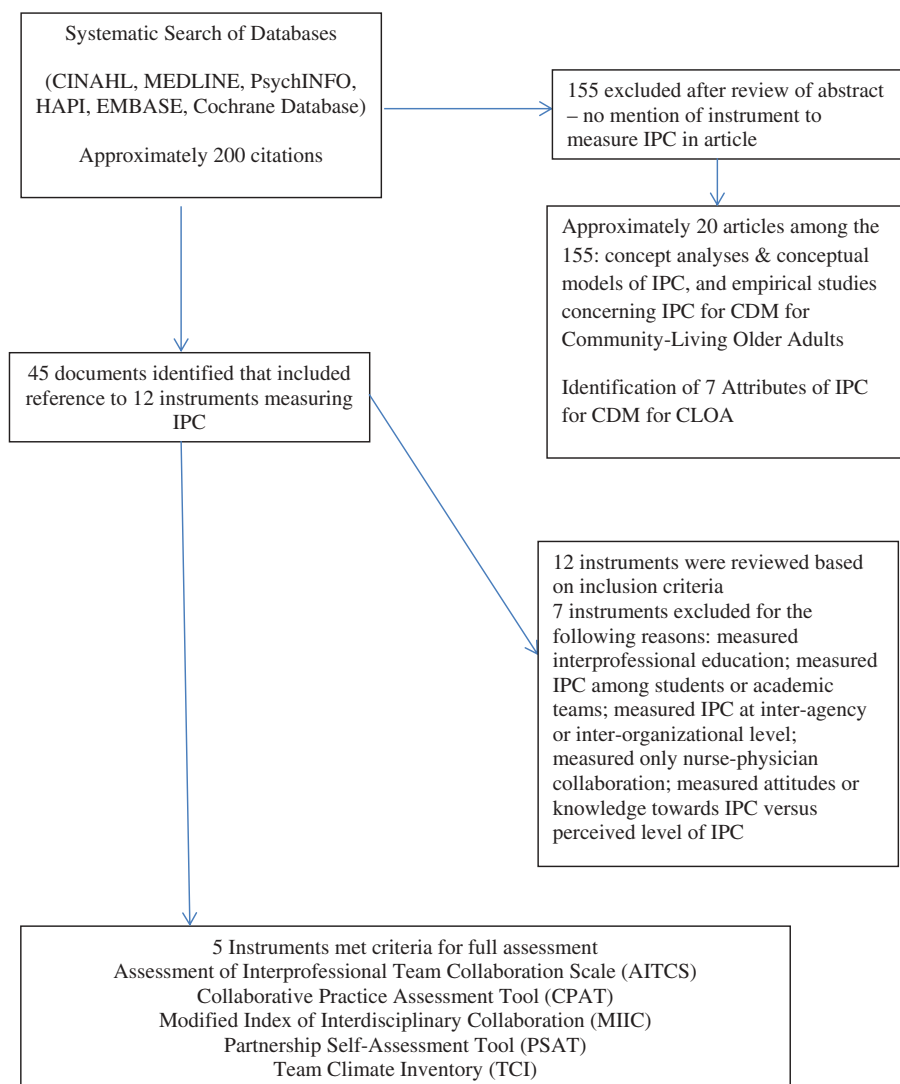 Systematic Search of Databases
(CINAHL, MEDLINE, PsychINFO,
HAPI, EMBASE, Cochrane Database)
Approximately 200 citations
155 excluded after review of abstract
– no mention of instrument to
measure IPC in article
Approximately 20 articles among the
155: concept analyses & conceptual
models of IPC, and empirical studies
concerning IPC for CDM for
Community-Living Older Adults
Identification of 7 Attributes of IPC
for CDM for CLOA
45 documents identified that included
reference to 12 instruments measuring
IPC
12 instruments were reviewed based
on inclusion criteria
7 instruments excluded for the
following reasons: measured
interprofessional education; measured
IPC among students or academic
teams; measured IPC at inter-agency
or inter-organizational level;
measured only nurse-physician
collaboration; measured attitudes or
knowledge towards IPC versus
perceived level of IPC
5 Instruments met criteria for full assessment
Assessment of Interprofessional Team Collaboration Scale (AITCS)
Collaborative Practice Assessment Tool (CPAT)
Modified Index of Interdisciplinary Collaboration (MIIC)
Partnership Self-Assessment Tool (PSAT)
Team Climate Inventory (TCI)